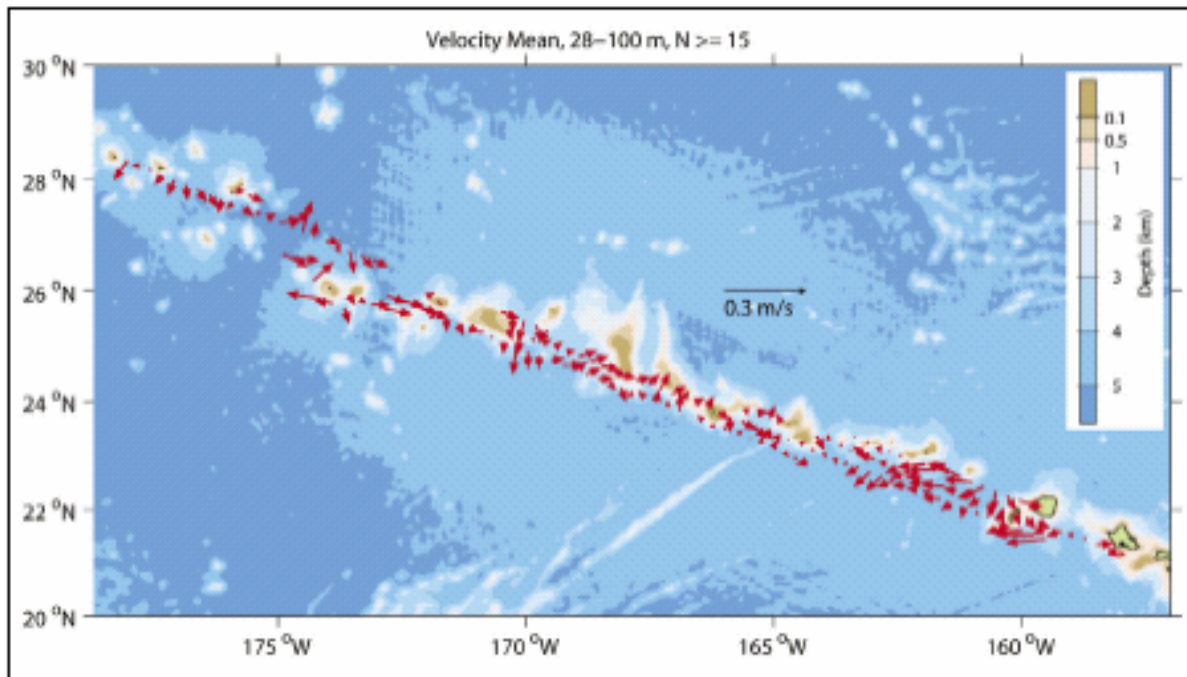 Velocity Mean, 28−100 m, N >= 15
30 °N
28 °N
26 °N
24 °N
22 °N
20 °N
175 °W
170 °W
165 °W
160 °W
0.3 m/s
0.1
0.5
1
2
3
4
5
Depth (km)